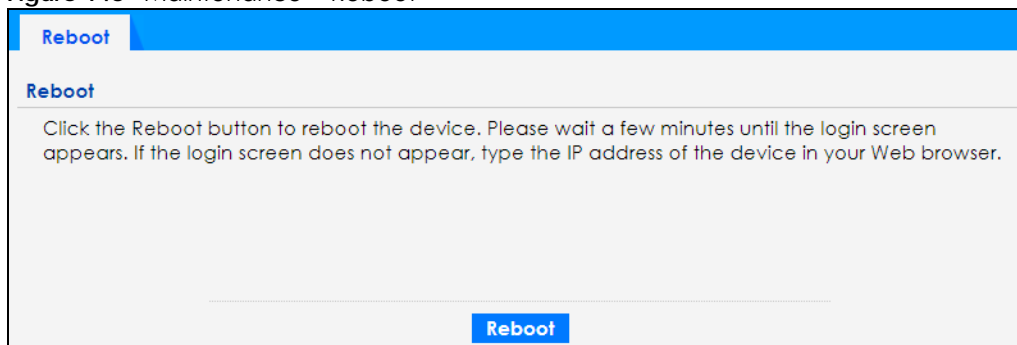 Reboot
Reboot
Click the Reboot button to reboot the device. Please wait a few minutes until the login screen
appears. If the login screen does not appear, type the IP address of the device in your Web browser.
Reboot